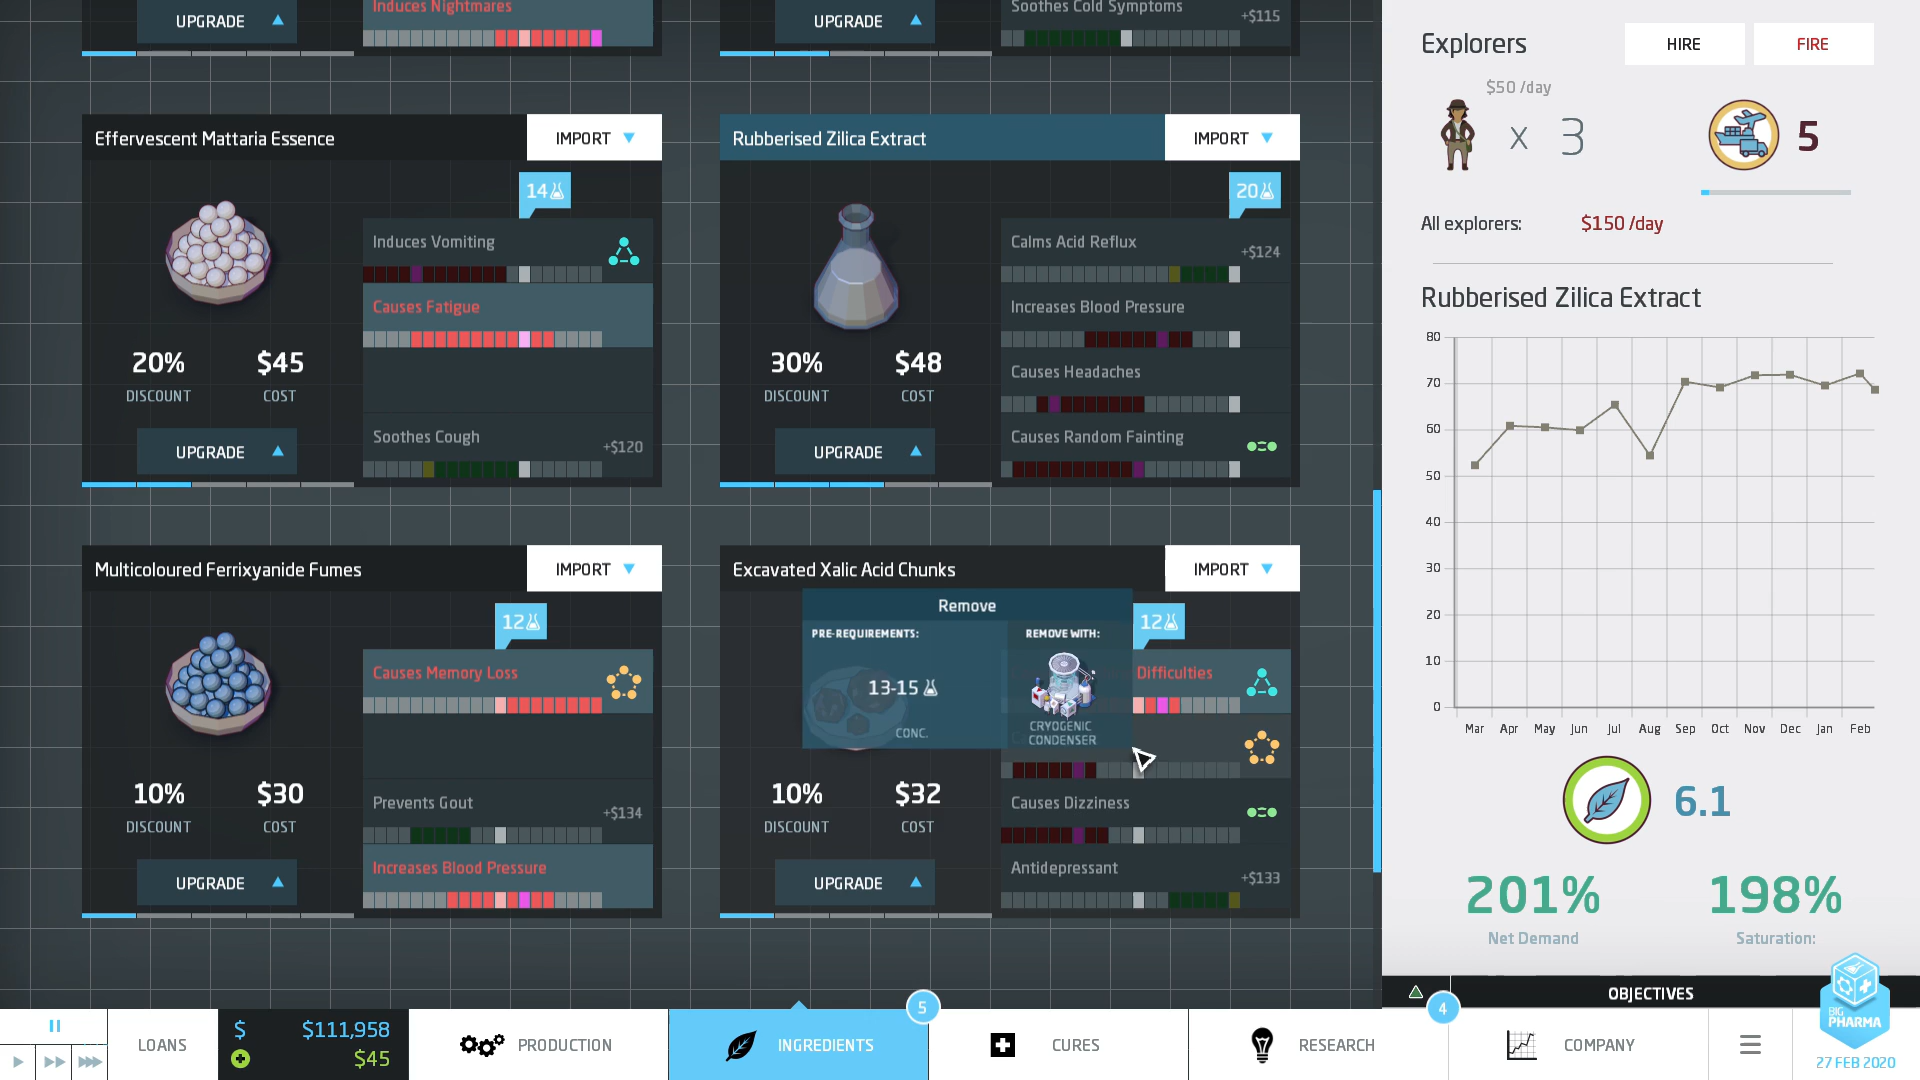 Induces Nightmares
UPGRADE
Soothes Cold Symptoms
+$115
UPGRADE
Effervescent Mattaria Essence
IMPORT
14
Induces Vomiting
Causes Fatigue
20%
$45
DISCOUNT
COST
Soothes Cough
+$120
UPGRADE
Rubberised Zilica Extract
IMPORT
20
Calms Acid Reflux
+$124
Increases Blood Pressure
Causes Headaches
30%
$48
DISCOUNT
COST
Causes Random Fainting
UPGRADE
Multicoloured Ferrixyanide Fumes
IMPORT
12
Causes Memory Loss
10%
$30
DISCOUNT
COST
Prevents Gout
+$134
Increases Blood Pressure
UPGRADE
Excavated Xalic Acid Chunks
IMPORT
Remove
PRE-REQUIREMENTS:
REMOVE WITH:
12
Difficulties
13-15
CONC.
CRYOGENIC
CONDENSER
10%
$32
DISCOUNT
COST
Causes Dizziness
Antidepressant
+$133
UPGRADE
Explorers
HIRE
FIRE
$50 /day
x 3
5
All explorers:
$150 /day
Rubberised Zilica Extract
80
70
60
50
40
30
20
10
0
Mar Apr May Jun Jul Aug Sep Oct Nov Dec Jan Feb
6.1
201%
198%
Net Demand
Saturation:
OBJECTIVES
4
5
LOANS
$ $111,958
$45
PRODUCTION
INGREDIENTS
CURES
RESEARCH
COMPANY
BIG
PHARMA
27 FEB 2020